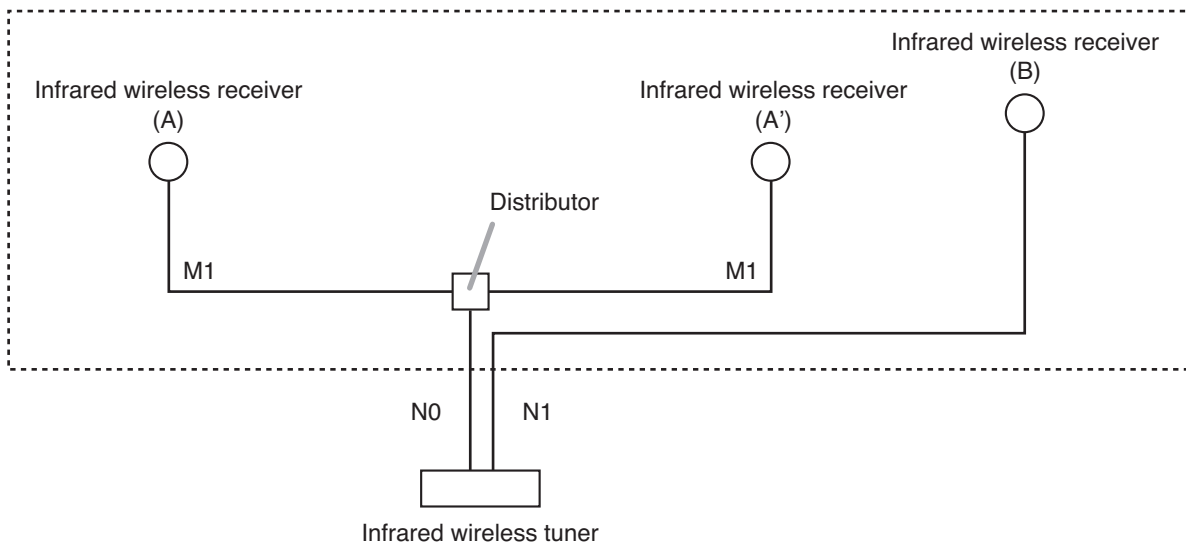 Infrared wireless receiver
(B)
Infrared wireless receiver
(A)
Infrared wireless receiver
(A’)
Distributor
M1
M1
N0
N1
Infrared wireless tuner